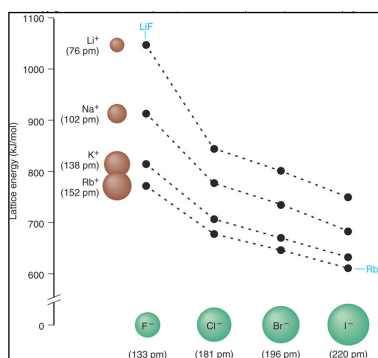 Lattice energy (kJ/mol)
1100
1000
900
800
700
600
0
Li⁺
(76 pm)
Na⁺
(102 pm)
K⁺
(138 pm)
Rb⁺
(152 pm)
LiF
Rb
F⁻
Cl⁻
Br⁻
I⁻
(133 pm)
(181 pm)
(196 pm)
(220 pm)